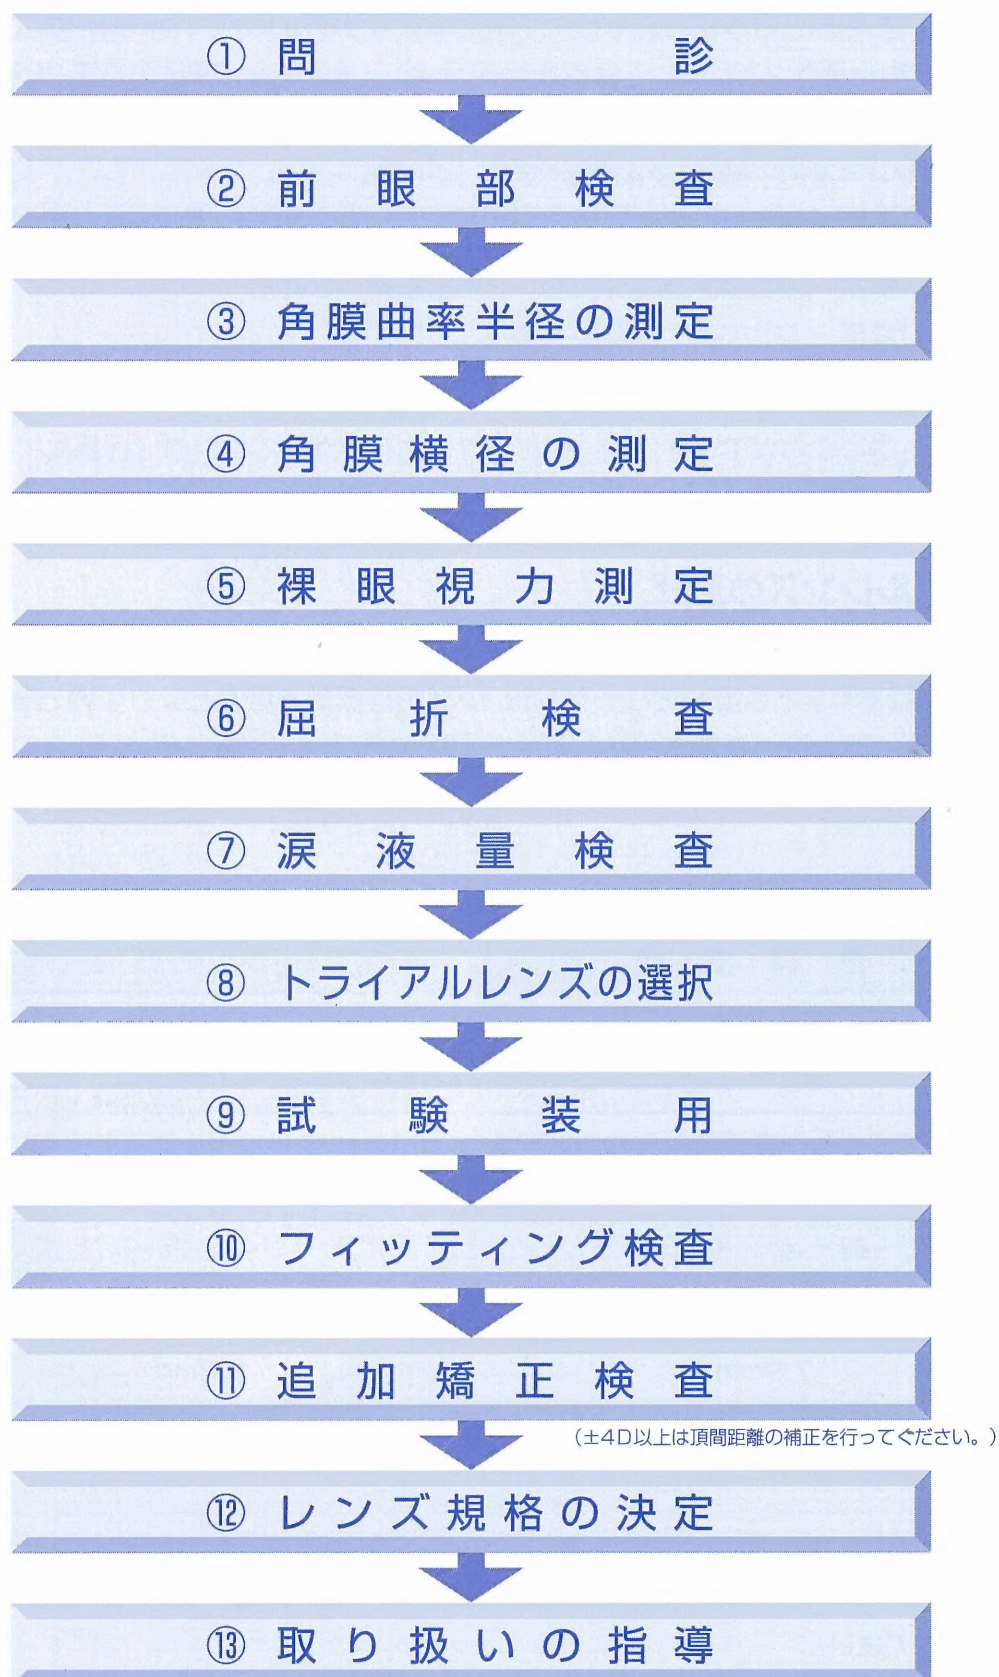 ① 問診
② 前眼部検査
③ 角膜曲率半径の測定
④ 角膜横径の測定
⑤ 裸眼視力測定
⑥ 屈折検査
⑦ 涙液量検査
⑧ トライアルレンズの選択
⑨ 試験装用
⑩ フィッティング検査
⑪ 追加矯正検査
(±4D以上は頂間距離の補正を行ってください。)
⑫ レンズ規格の決定
⑬ 取り扱いの指導